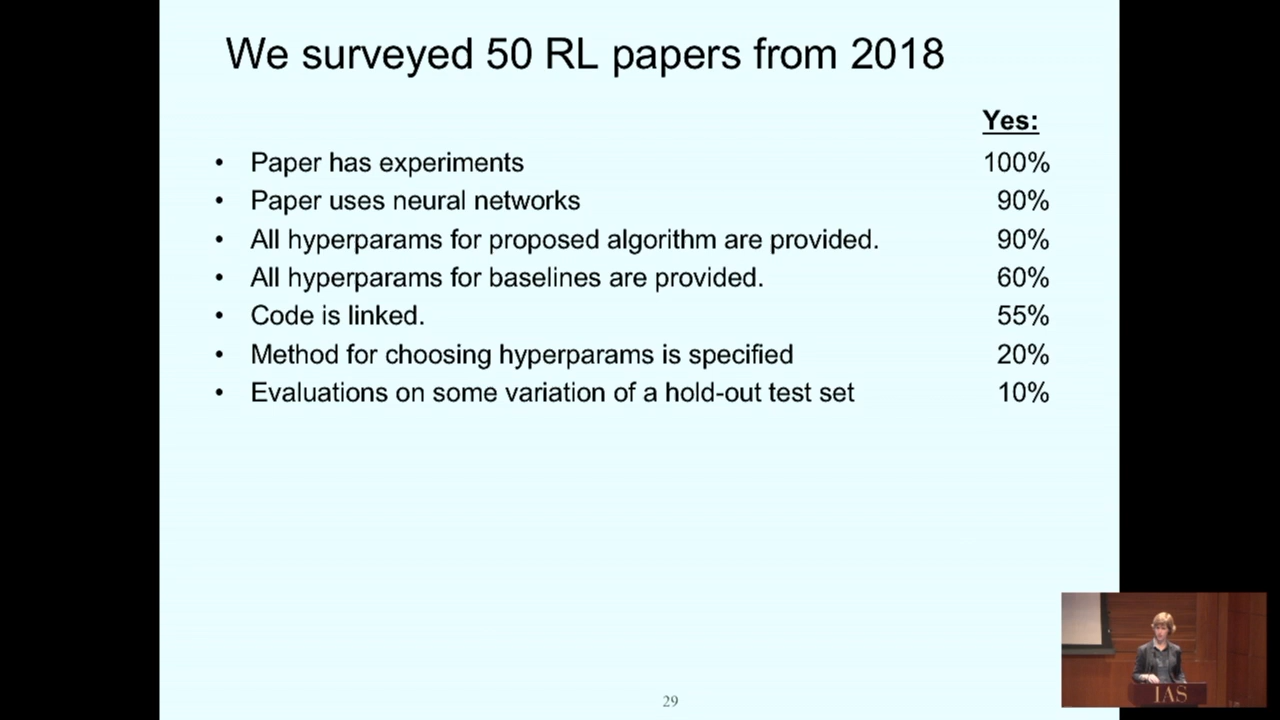 We surveyed 50 RL papers from 2018
Yes:
• Paper has experiments 100%
• Paper uses neural networks 90%
• All hyperparams for proposed algorithm are provided. 90%
• All hyperparams for baselines are provided. 60%
• Code is linked. 55%
• Method for choosing hyperparams is specified 20%
• Evaluations on some variation of a hold-out test set 10%
IAS
29